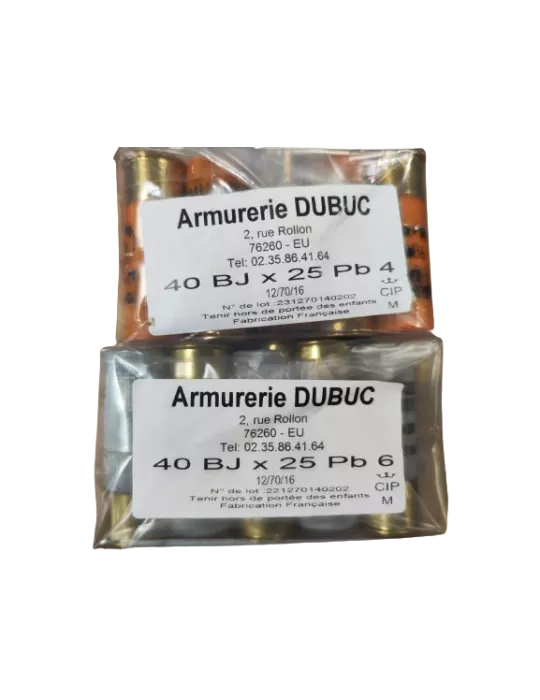 Armurerie DUBUC
2, rue Rollon
76260 - EU
Tel: 02.35.86.41.64
40 BJ x 25 Pb 4
12/70/16
CIP
N° de lot :231270140202
M
Tenir hors de portée des enfants
Fabrication Française
Armurerie DUBUC
2, rue Rollon
76260 - EU
Tel: 02.35.86.41.64
40 BJ x 25 Pb 6
12/70/16
CIP
N° de lot :221270140202
M
Tenir hors de portée des enfants
Fabrication Française